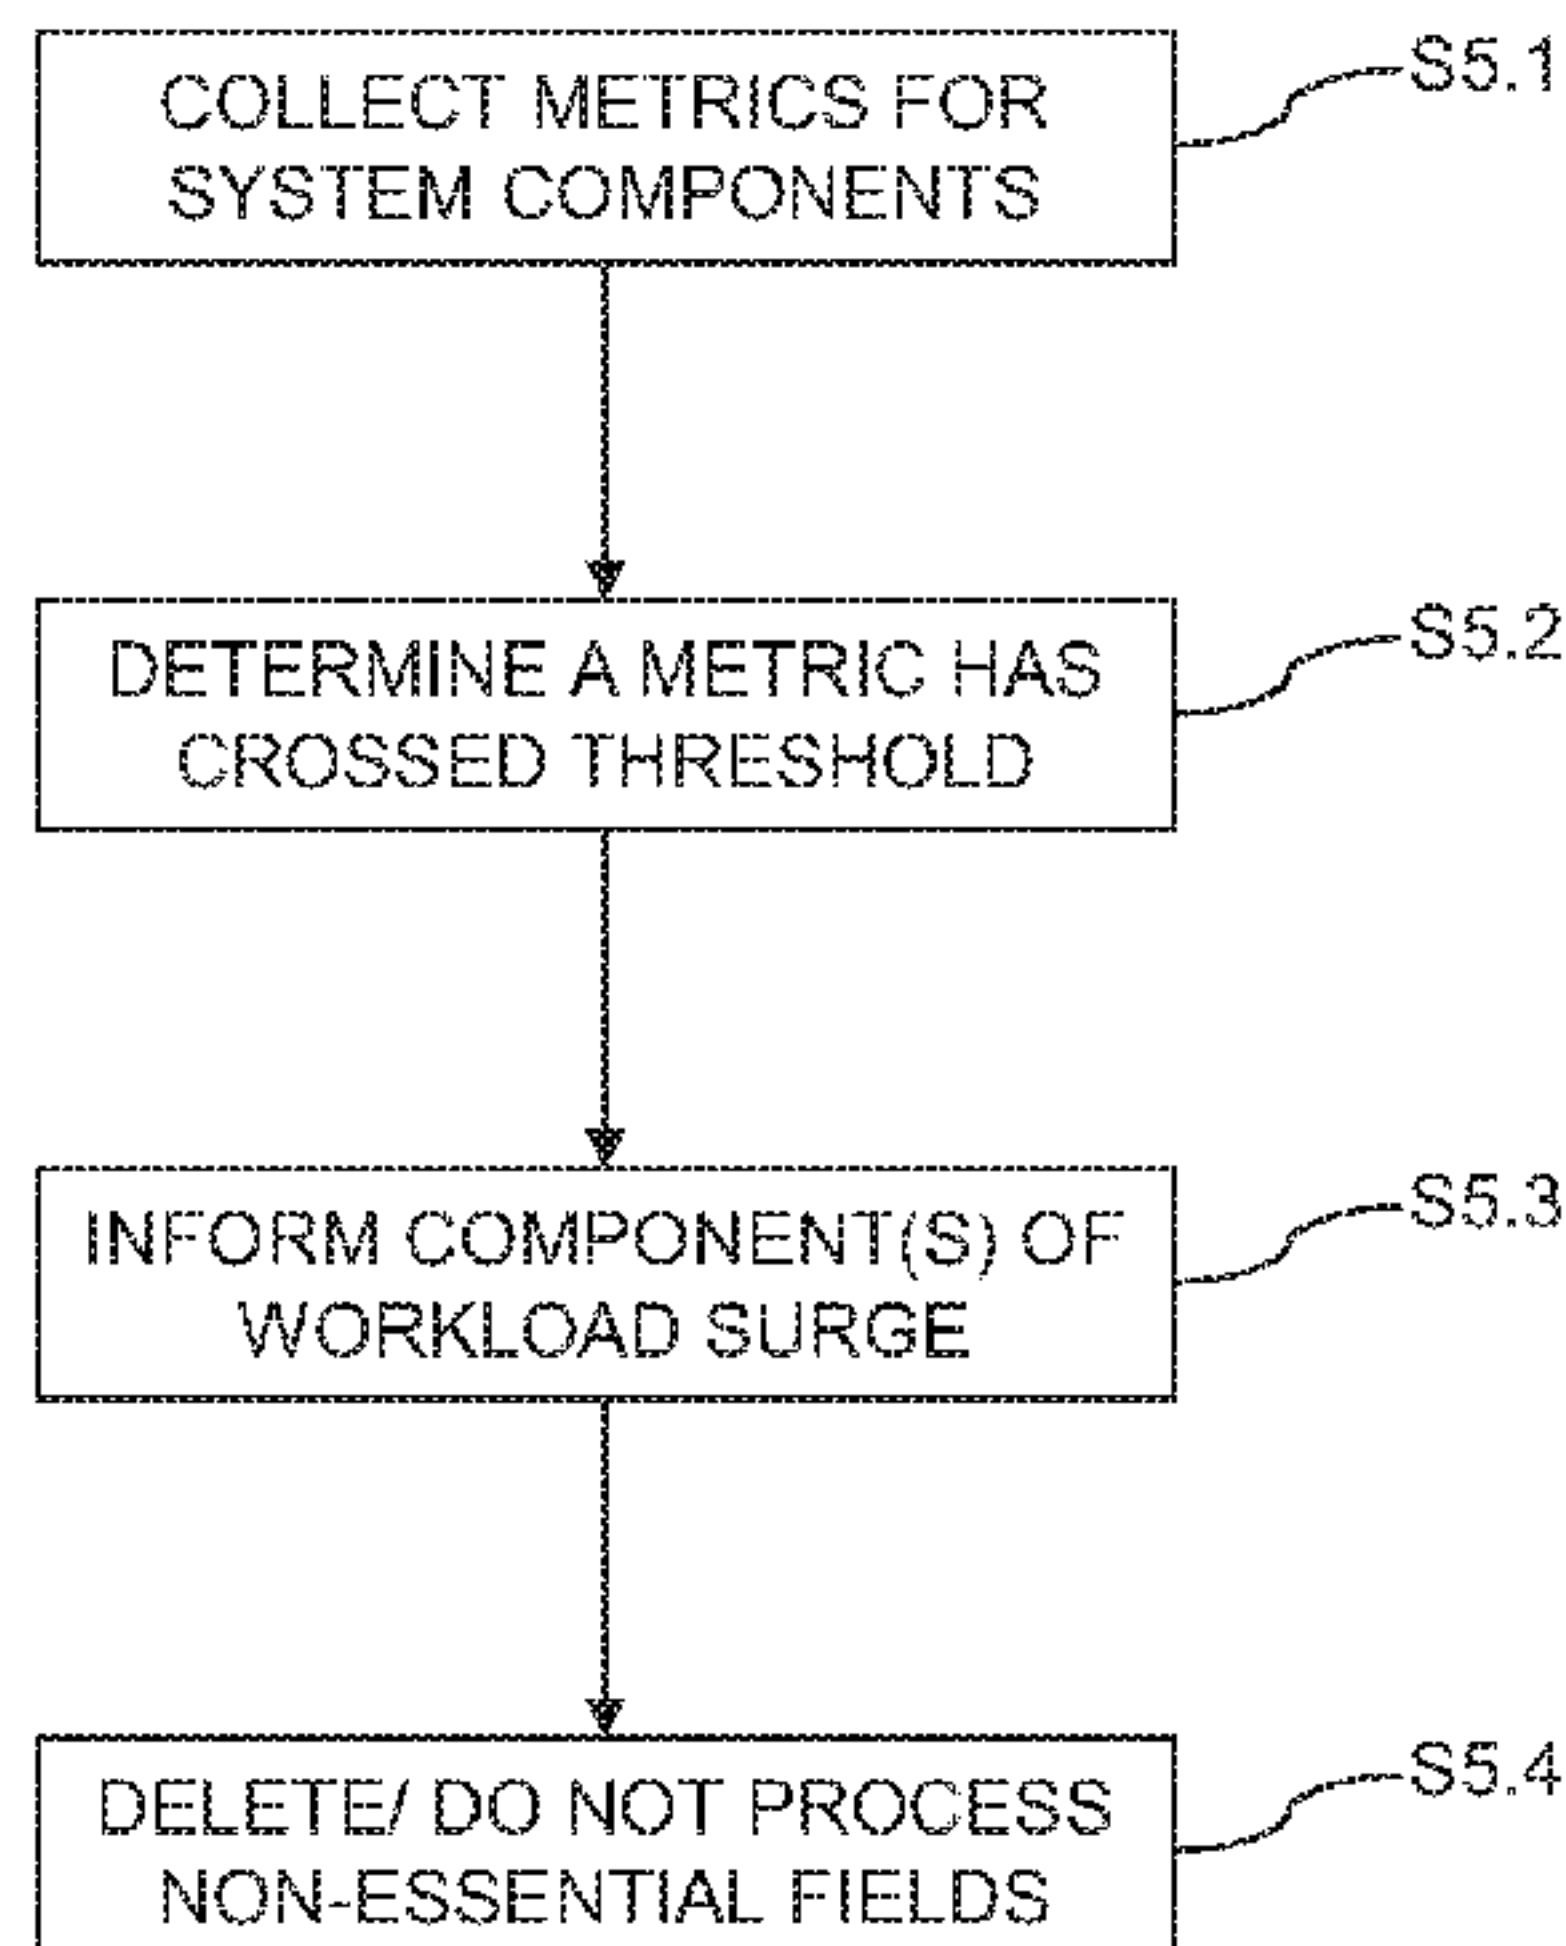 COLLECT METRICS FOR
SYSTEM COMPONENTS
S5.1
DETERMINE A METRIC HAS
CROSSED THRESHOLD
S5.2
INFORM COMPONENT(S) OF
WORKLOAD SURGE
S5.3
DELETE/ DO NOT PROCESS
NON-ESSENTIAL FIELDS
S5.4